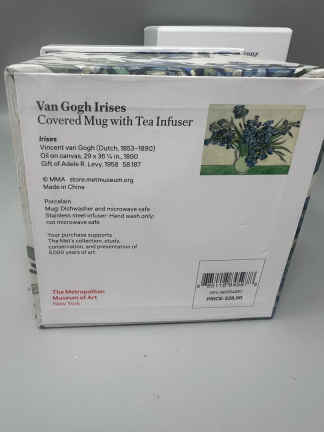 Van Gogh Irises
Covered Mug with Tea Infuser
Irises
Vincent van Gogh (Dutch, 1853–1890)
Oil on canvas, 29 x 36 ¼ in., 1890
Gift of Adele R. Levy, 1958 58.187
© MMA store.metmuseum.org
Made in China
Porcelain
Mug: Dishwasher and microwave safe
Stainless steel infuser: Hand wash only;
not microwave safe
Your purchase supports
The Met's collection, study,
conservation, and presentation of
5,000 years of art.
The Metropolitan
Museum of Art
New York